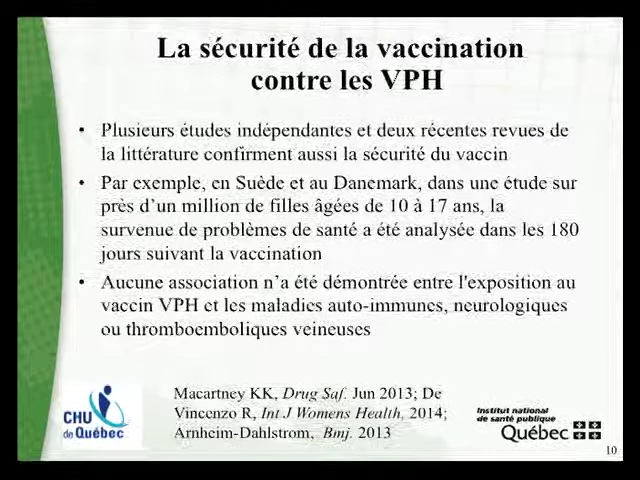 La sécurité de la vaccination
contre les VPH
• Plusieurs études indépendantes et deux récentes revues de
la littérature confirment aussi la sécurité du vaccin
• Par exemple, en Suède et au Danemark, dans une étude sur
près d’un million de filles âgées de 10 à 17 ans, la
survenue de problèmes de santé a été analysée dans les 180
jours suivant la vaccination
• Aucune association n’a été démontrée entre l'exposition au
vaccin VPH et les maladies auto-immunes, neurologiques
ou thromboemboliques veineuses
Macartney KK, Drug Saf. Jun 2013; De
Vincenzo R, Int J Womens Health, 2014;
Arnheim-Dahlstrom, Bmj. 2013
CHU
de Québec
Institut national
de santé publique
Québec
10